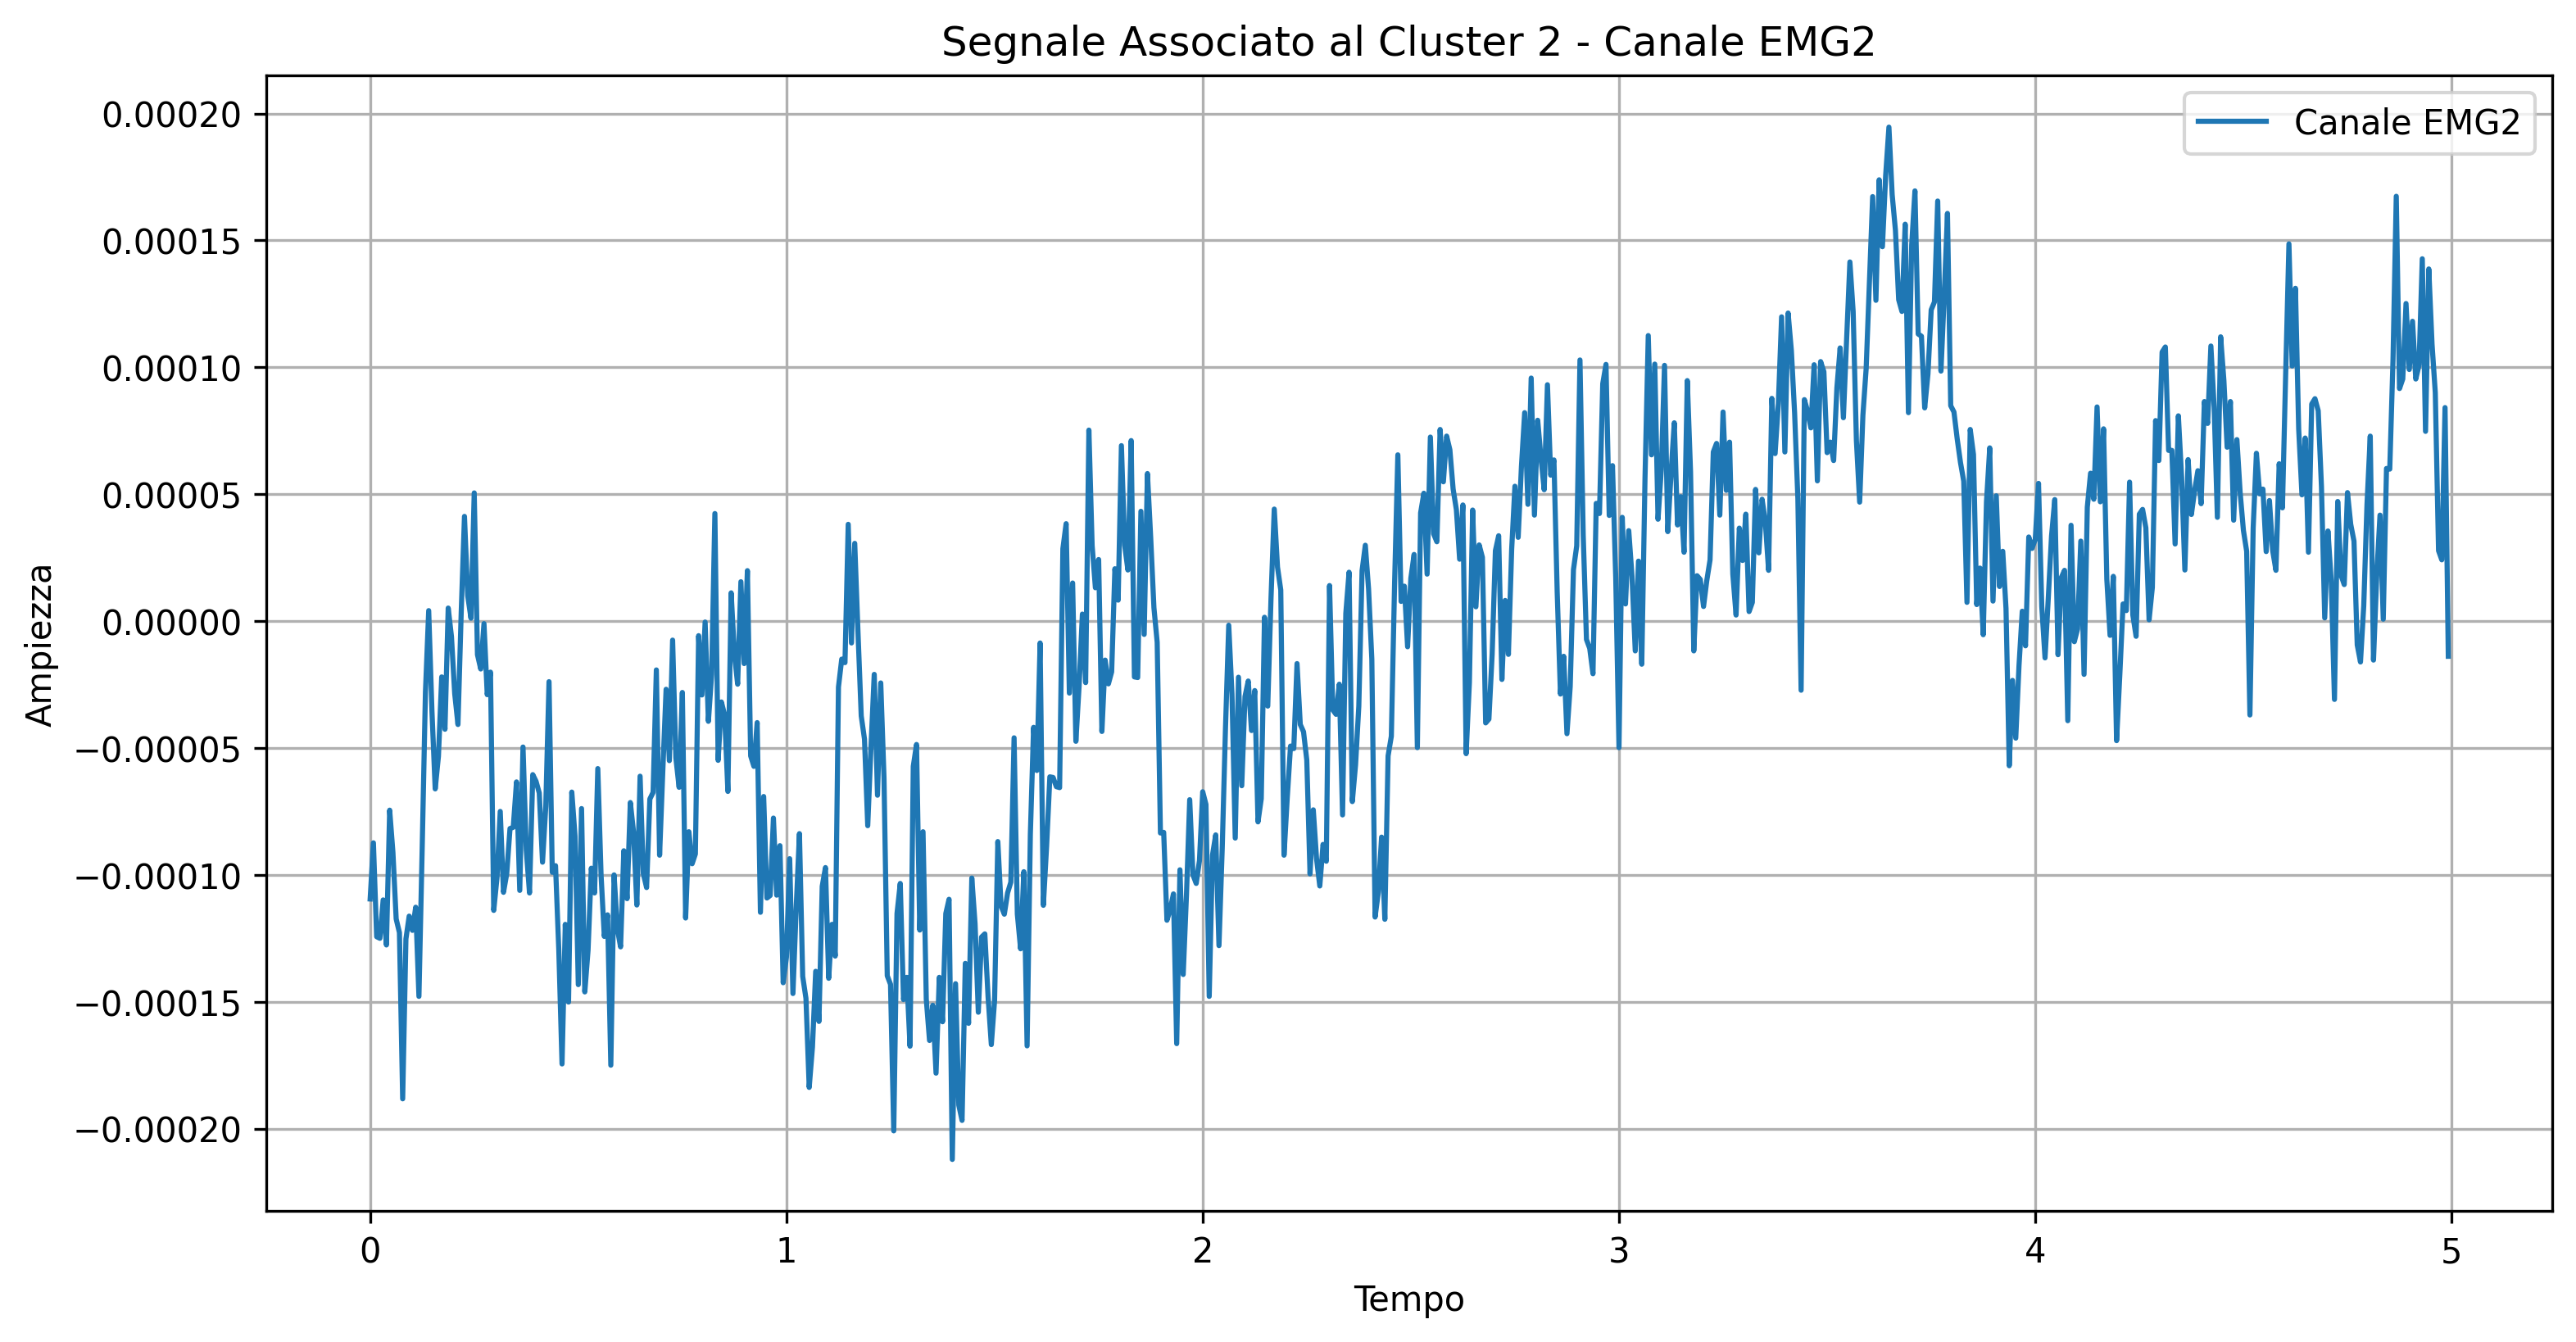 Segnale Associato al Cluster 2 - Canale EMG2
Canale EMG2
0.00020
0.00015
0.00010
0.00005
0.00000
−0.00005
−0.00010
−0.00015
−0.00020
Ampiezza
0 1 2 3 4 5
Tempo